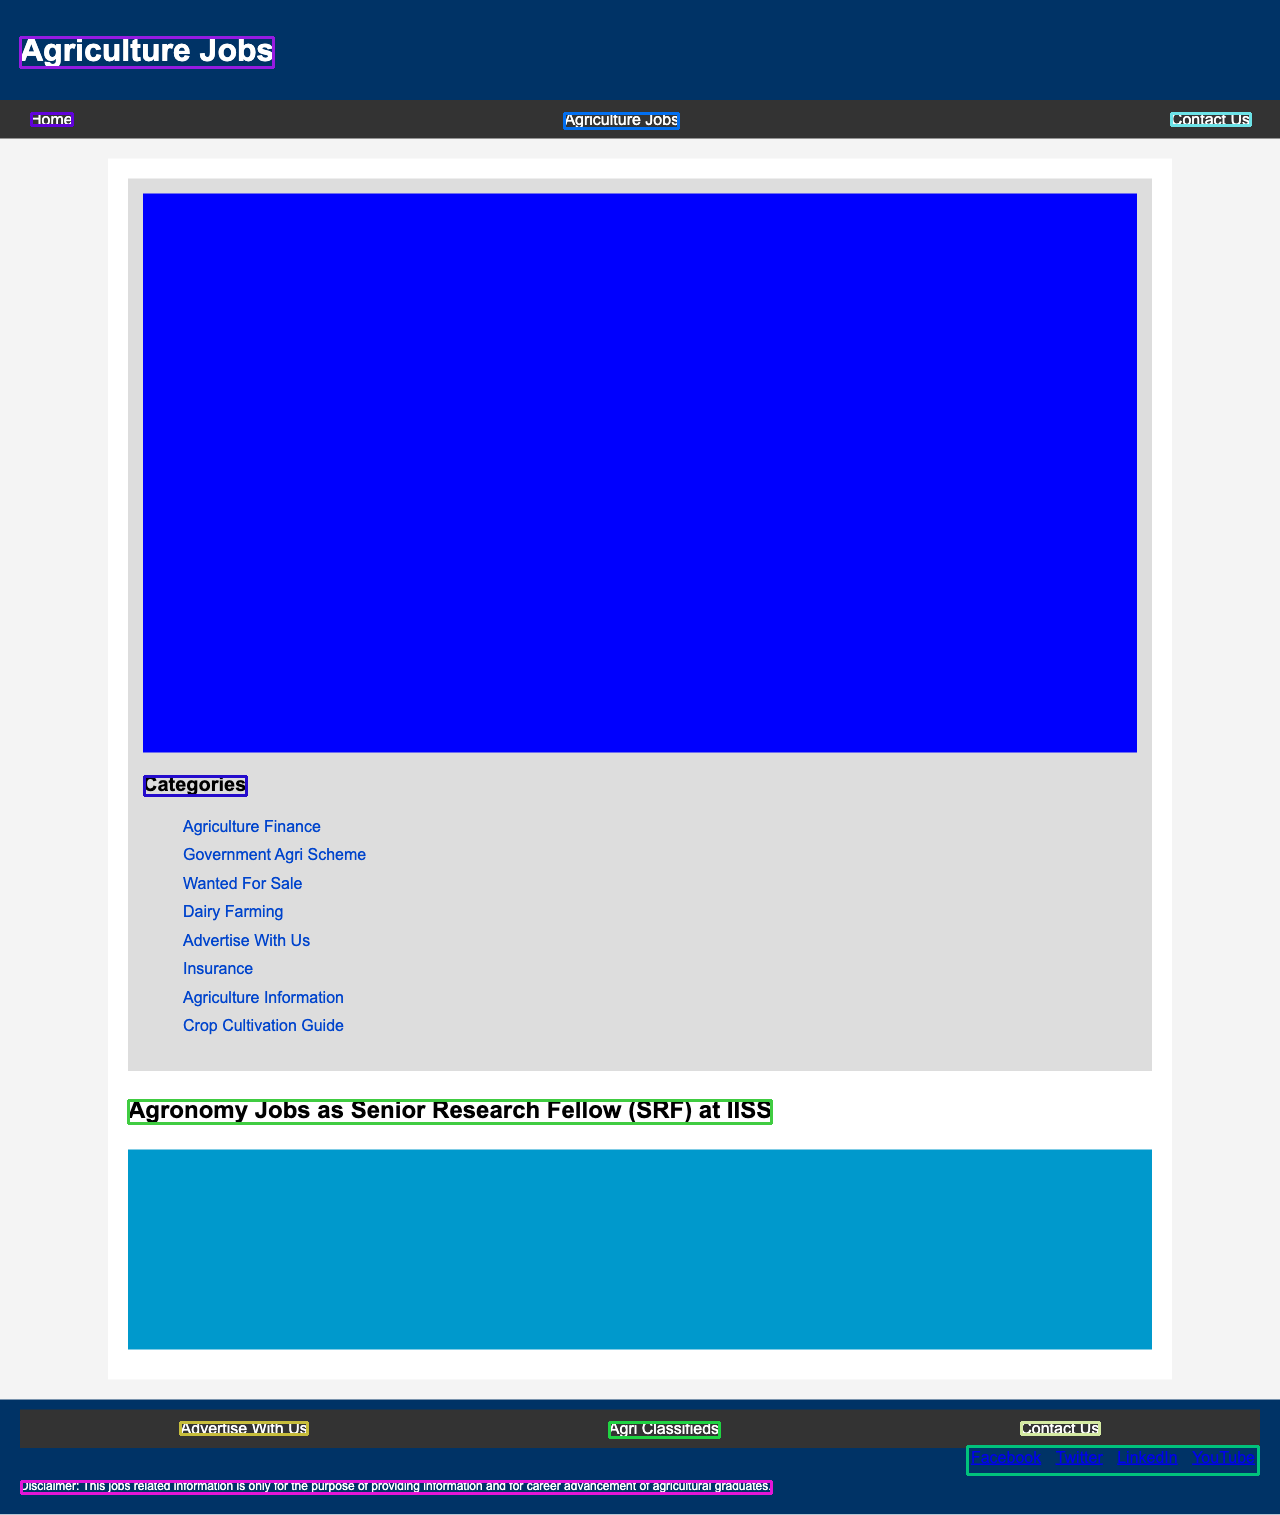 Agriculture Jobs
Home Agriculture Jobs Contact Us
Categories
Agriculture Finance
Government Agri Scheme
Wanted For Sale
Dairy Farming
Advertise With Us
Insurance
Agriculture Information
Crop Cultivation Guide
Agronomy Jobs as Senior Research Fellow (SRF) at IISS
Advertise With Us Agri Classifieds Contact Us
Facebook Twitter LinkedIn YouTube
Disclaimer: This jobs related information is only for the purpose of providing information and for career advancement of agricultural graduates.